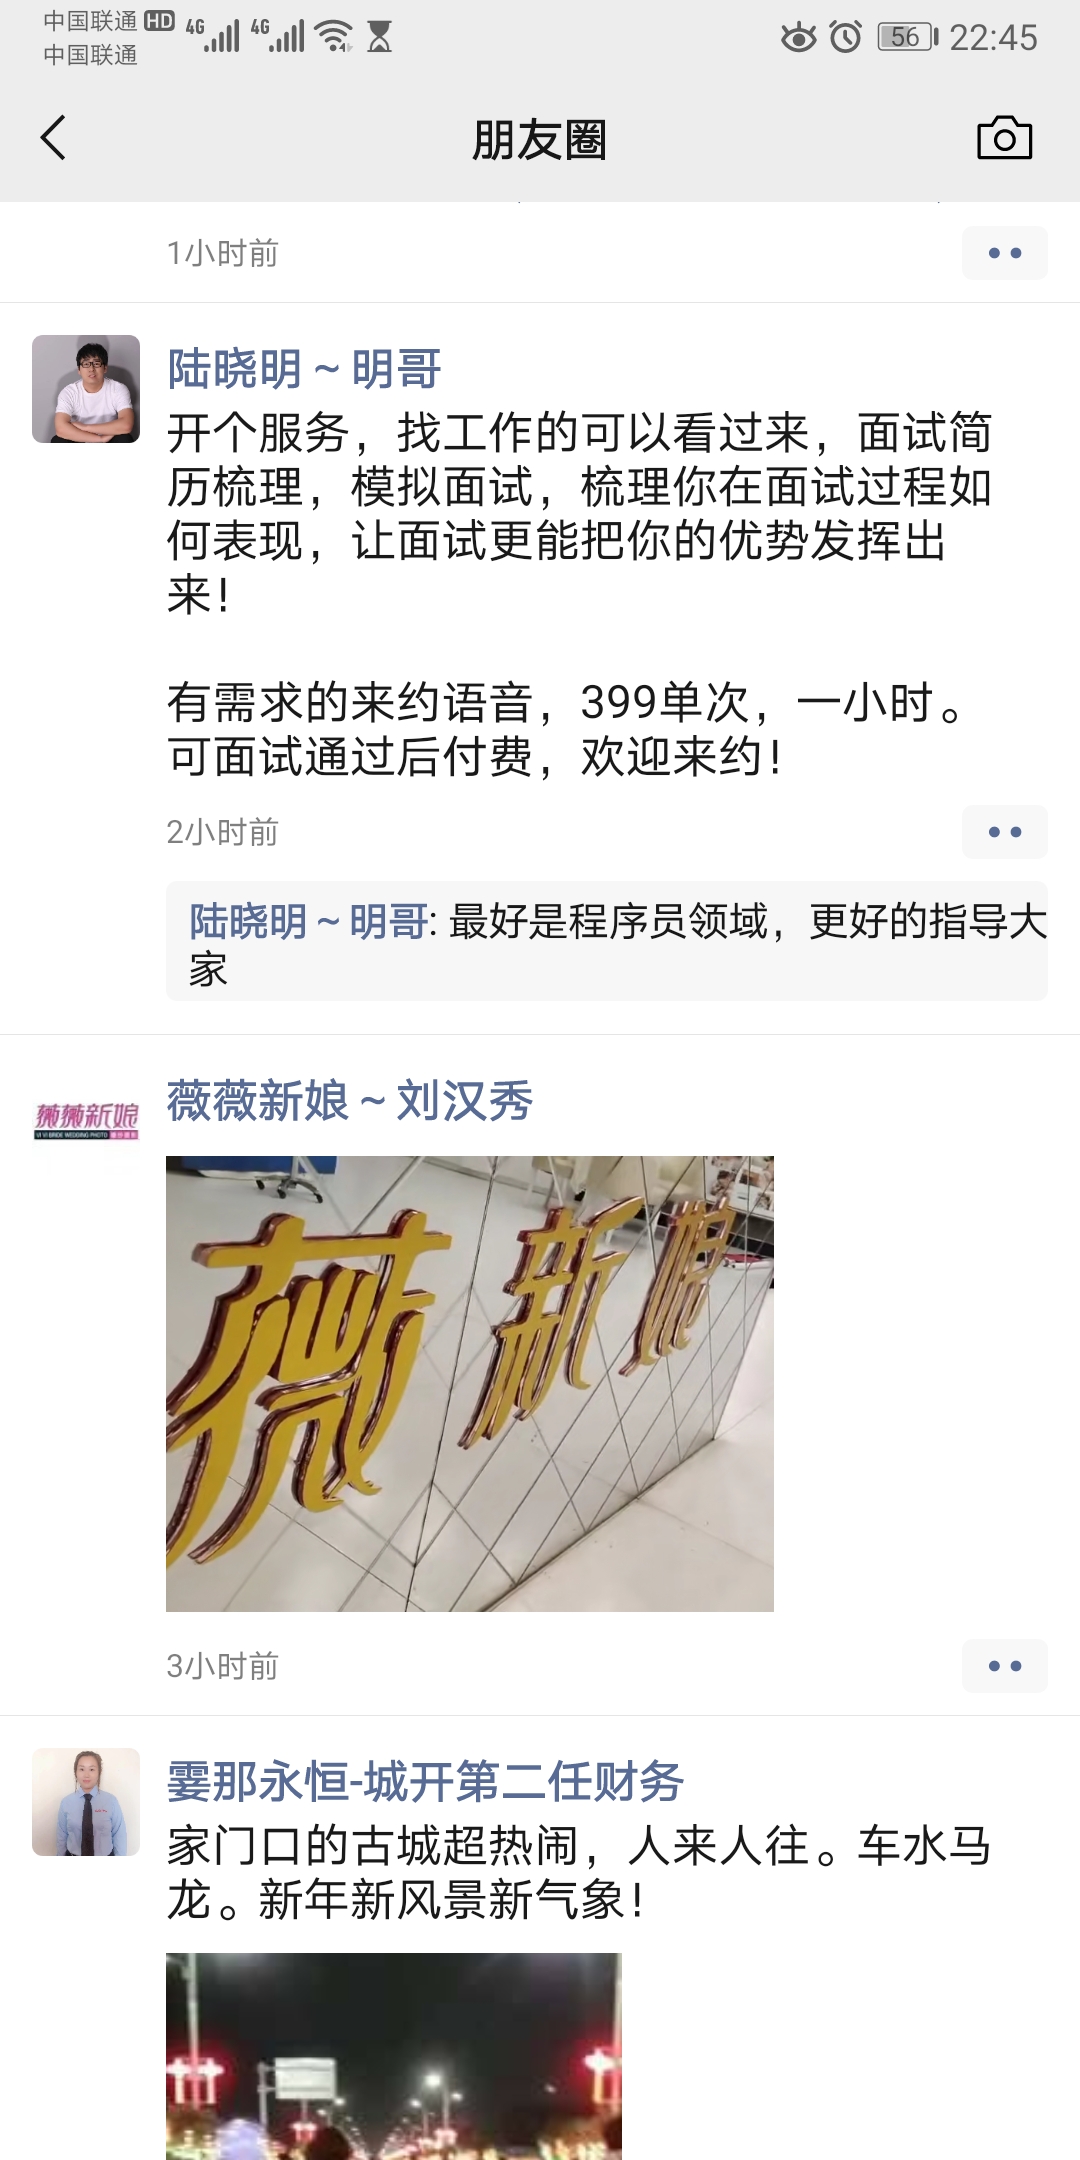 中国联通 HD 4G 4G 56 22:45
中国联通
朋友圈
1小时前
陆晓明~明哥
开个服务，找工作的可以看过来，面试简
历梳理，模拟面试，梳理你在面试过程如
何表现，让面试更能把你的优势发挥出
来！
有需求的来约语音，399单次，一小时。
可面试通过后付费，欢迎来约！
2小时前
陆晓明~明哥: 最好是程序员领域，更好的指导大
家
薇薇新娘~刘汉秀
薇薇新娘
VI VI BRIDE WEDDING PHOTO
薇 新 娘
3小时前
霎那永恒-城开第二任财务
家门口的古城超热闹，人来人往。车水马
龙。新年新风景新气象！